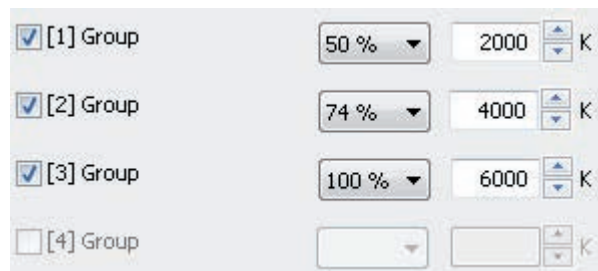 [1] Group 50 % 2000 K
[2] Group 74 % 4000 K
[3] Group 100 % 6000 K
[4] Group K